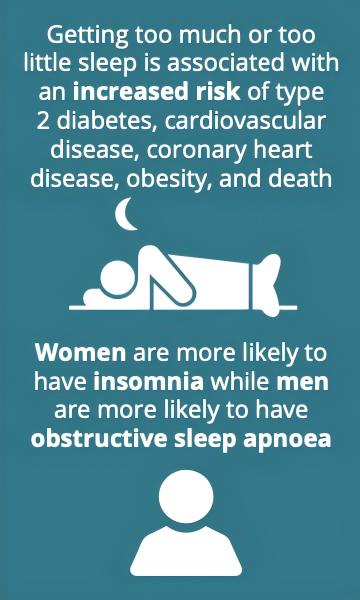 Getting too much or too
little sleep is associated with
an increased risk of type
2 diabetes, cardiovascular
disease, coronary heart
disease, obesity, and death
Women are more likely to
have insomnia while men
are more likely to have
obstructive sleep apnoea